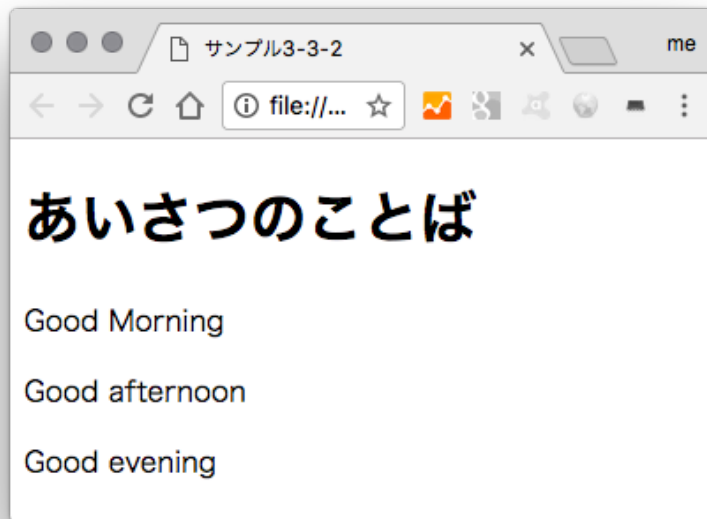 サンプル3-3-2
me
file://...
あいさつのことば
Good Morning
Good afternoon
Good evening